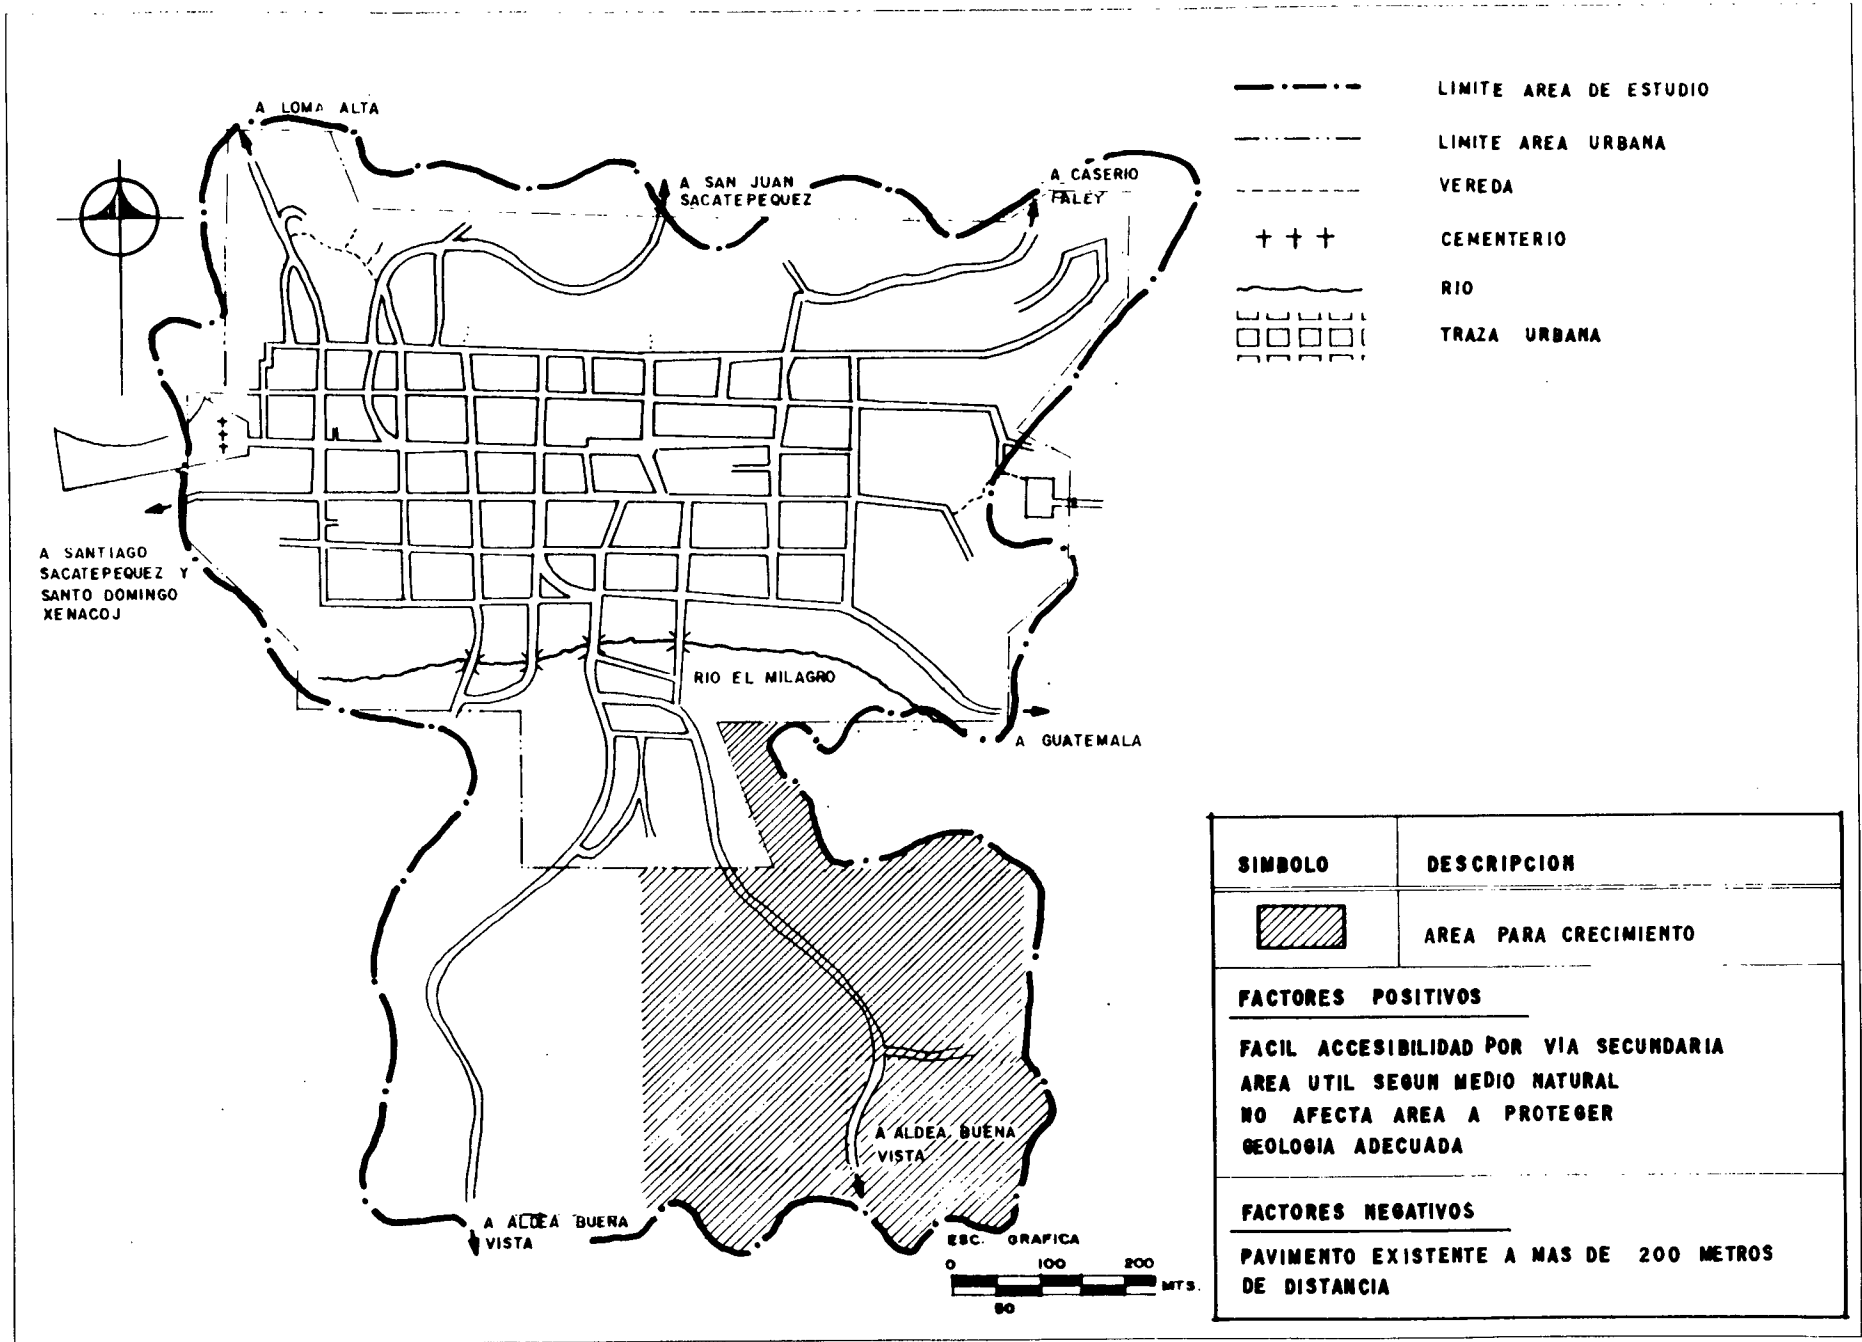 A LOMA ALTA
A SAN JUAN
SACATEPEQUEZ
A CASERIO
PALEY
A SANTIAGO
SACATEPEQUEZ Y
SANTO DOMINGO
XENACOJ
RIO EL MILAGRO
A GUATEMALA
A ALDEA BUENA
VISTA
A ALDEA BUENA
VISTA
ESC. GRAFICA
0 100 200
MTS.
50
LIMITE AREA DE ESTUDIO
LIMITE AREA URBANA
VEREDA
CEMENTERIO
RIO
TRAZA URBANA
SIMBOLO DESCRIPCION
AREA PARA CRECIMIENTO
FACTORES POSITIVOS
FACIL ACCESIBILIDAD POR VIA SECUNDARIA
AREA UTIL SEGUN MEDIO NATURAL
NO AFECTA AREA A PROTEGER
GEOLOGIA ADECUADA
FACTORES NEGATIVOS
PAVIMENTO EXISTENTE A MAS DE 200 METROS
DE DISTANCIA